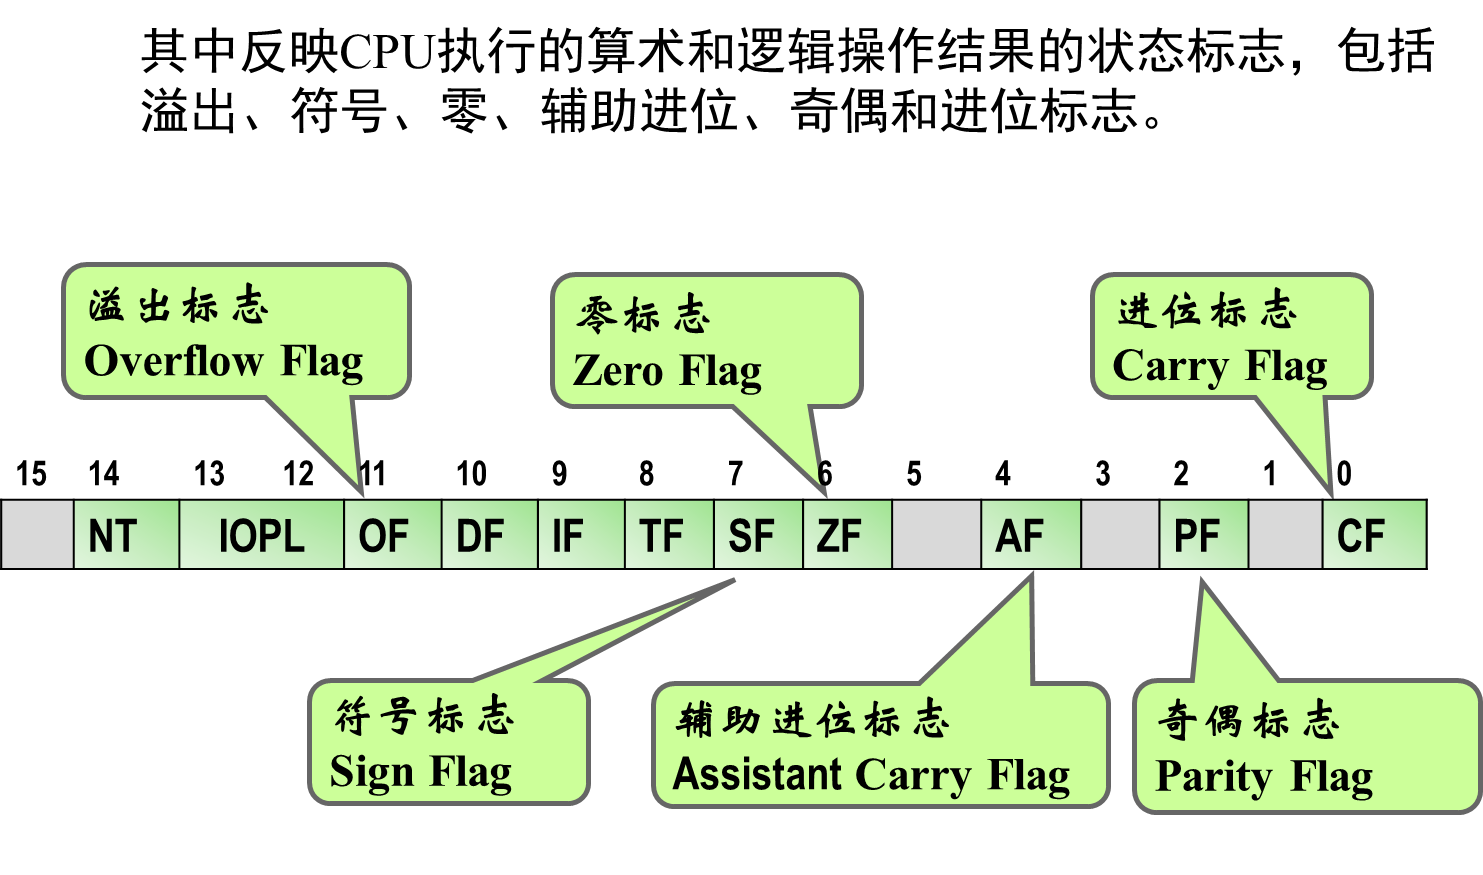 其中反映CPU执行的算术和逻辑操作结果的状态标志，包括
溢出、符号、零、辅助进位、奇偶和进位标志。
溢出标志
Overflow Flag
零标志
Zero Flag
进位标志
Carry Flag
15 14 13 12 11 10 9 8 7 6 5 4 3 2 1 0
NT IOPL OF DF IF TF SF ZF AF PF CF
符号标志
Sign Flag
辅助进位标志
Assistant Carry Flag
奇偶标志
Parity Flag